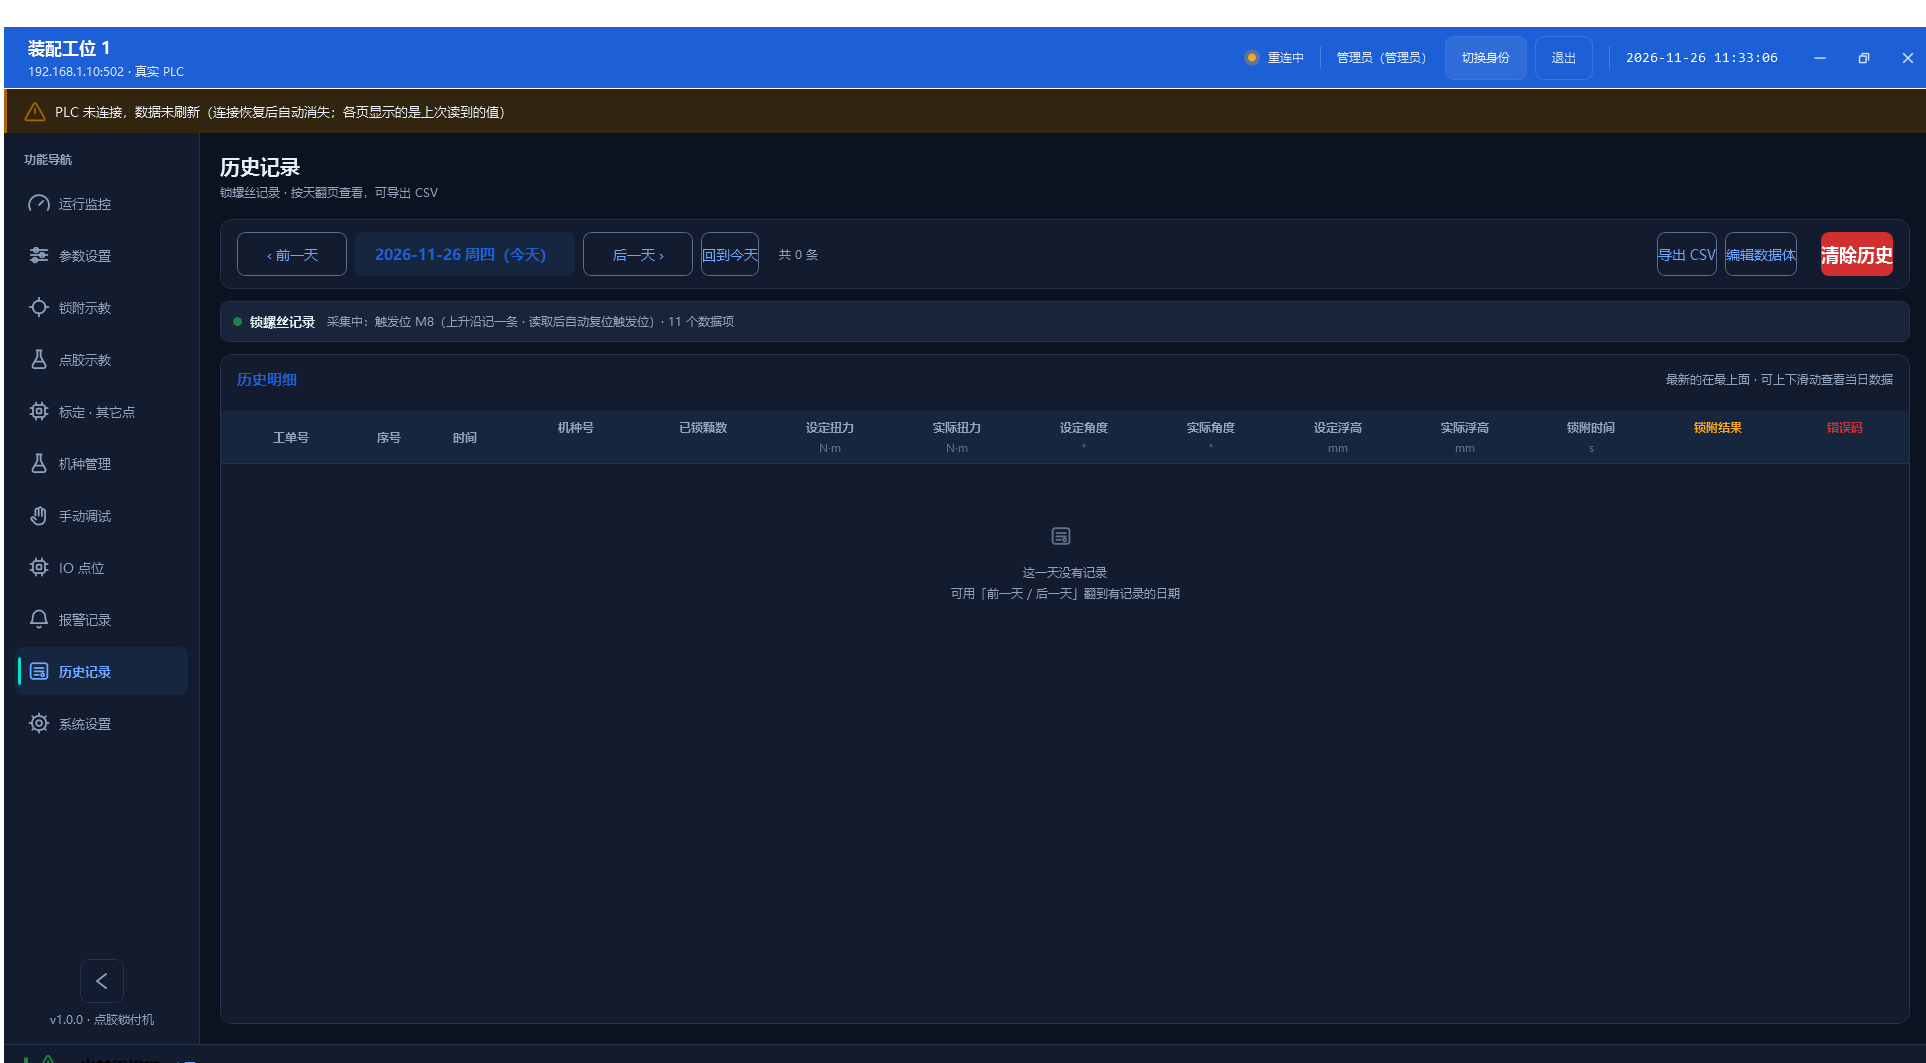 装配工位 1
192.168.1.10:502 · 真实 PLC
重连中
管理员（管理员）
切换身份
退出
2026-11-26 11:33:06
PLC 未连接，数据未刷新（连接恢复后自动消失；各页显示的是上次读到的值）
功能导航
运行监控
参数设置
锁附示教
点胶示教
标定 · 其它点
机种管理
手动调试
IO 点位
报警记录
历史记录
系统设置
v1.0.0 · 点胶锁付机
历史记录
锁螺丝记录 · 按天翻页查看，可导出 CSV
‹ 前一天
2026-11-26 周四（今天）
后一天 ›
回到今天
共 0 条
导出 CSV
编辑数据体
清除历史
锁螺丝记录
采集中：触发位 M8（上升沿记一条 · 读取后自动复位触发位）· 11 个数据项
历史明细
最新的在最上面 · 可上下滑动查看当日数据
工单号
序号
时间
机种号
已锁颗数
设定扭力
N·m
实际扭力
N·m
设定角度
°
实际角度
°
设定浮高
mm
实际浮高
mm
锁附时间
s
锁附结果
错误码
这一天没有记录
可用「前一天 / 后一天」翻到有记录的日期